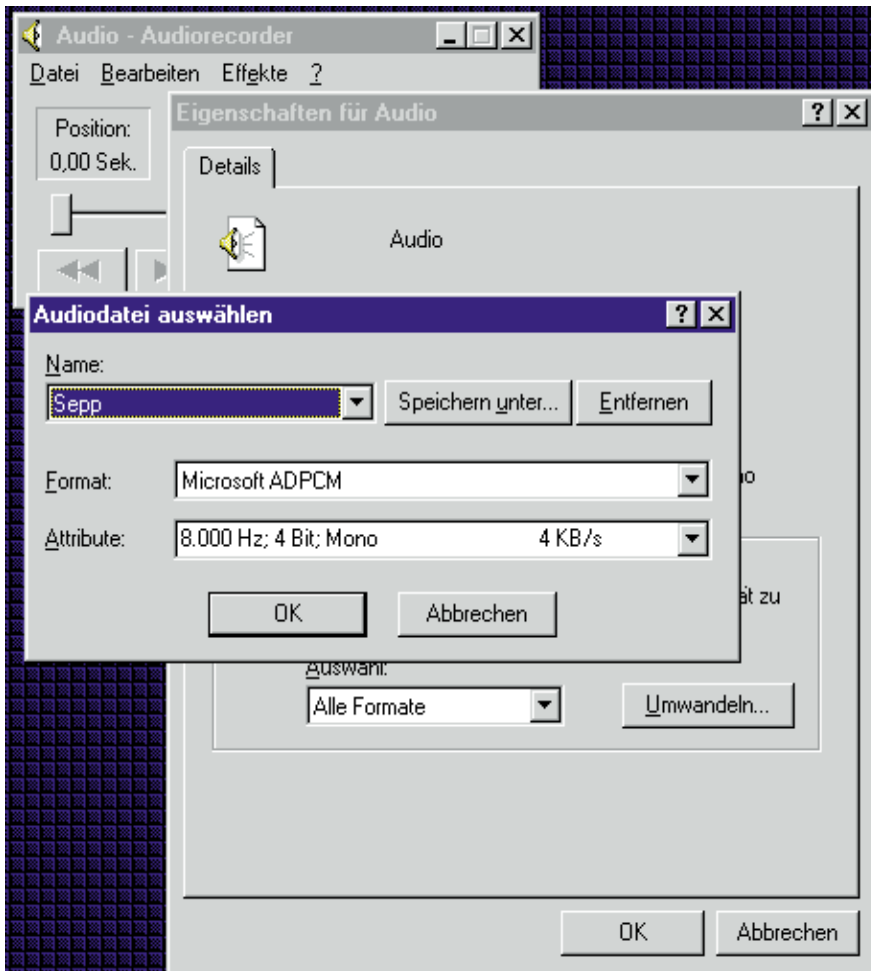 Audio - Audiorecorder
Datei Bearbeiten Effekte ?
Position:
0,00 Sek.
Eigenschaften für Audio
Details
Audio
Audiodatei auswählen
Name:
Sepp
Speichern unter...
Entfernen
Format:
Microsoft ADPCM
Attribute:
8.000 Hz; 4 Bit; Mono 4 KB/s
OK
Abbrechen
zu
Auswahl:
Alle Formate
Umwandeln...
OK
Abbrechen